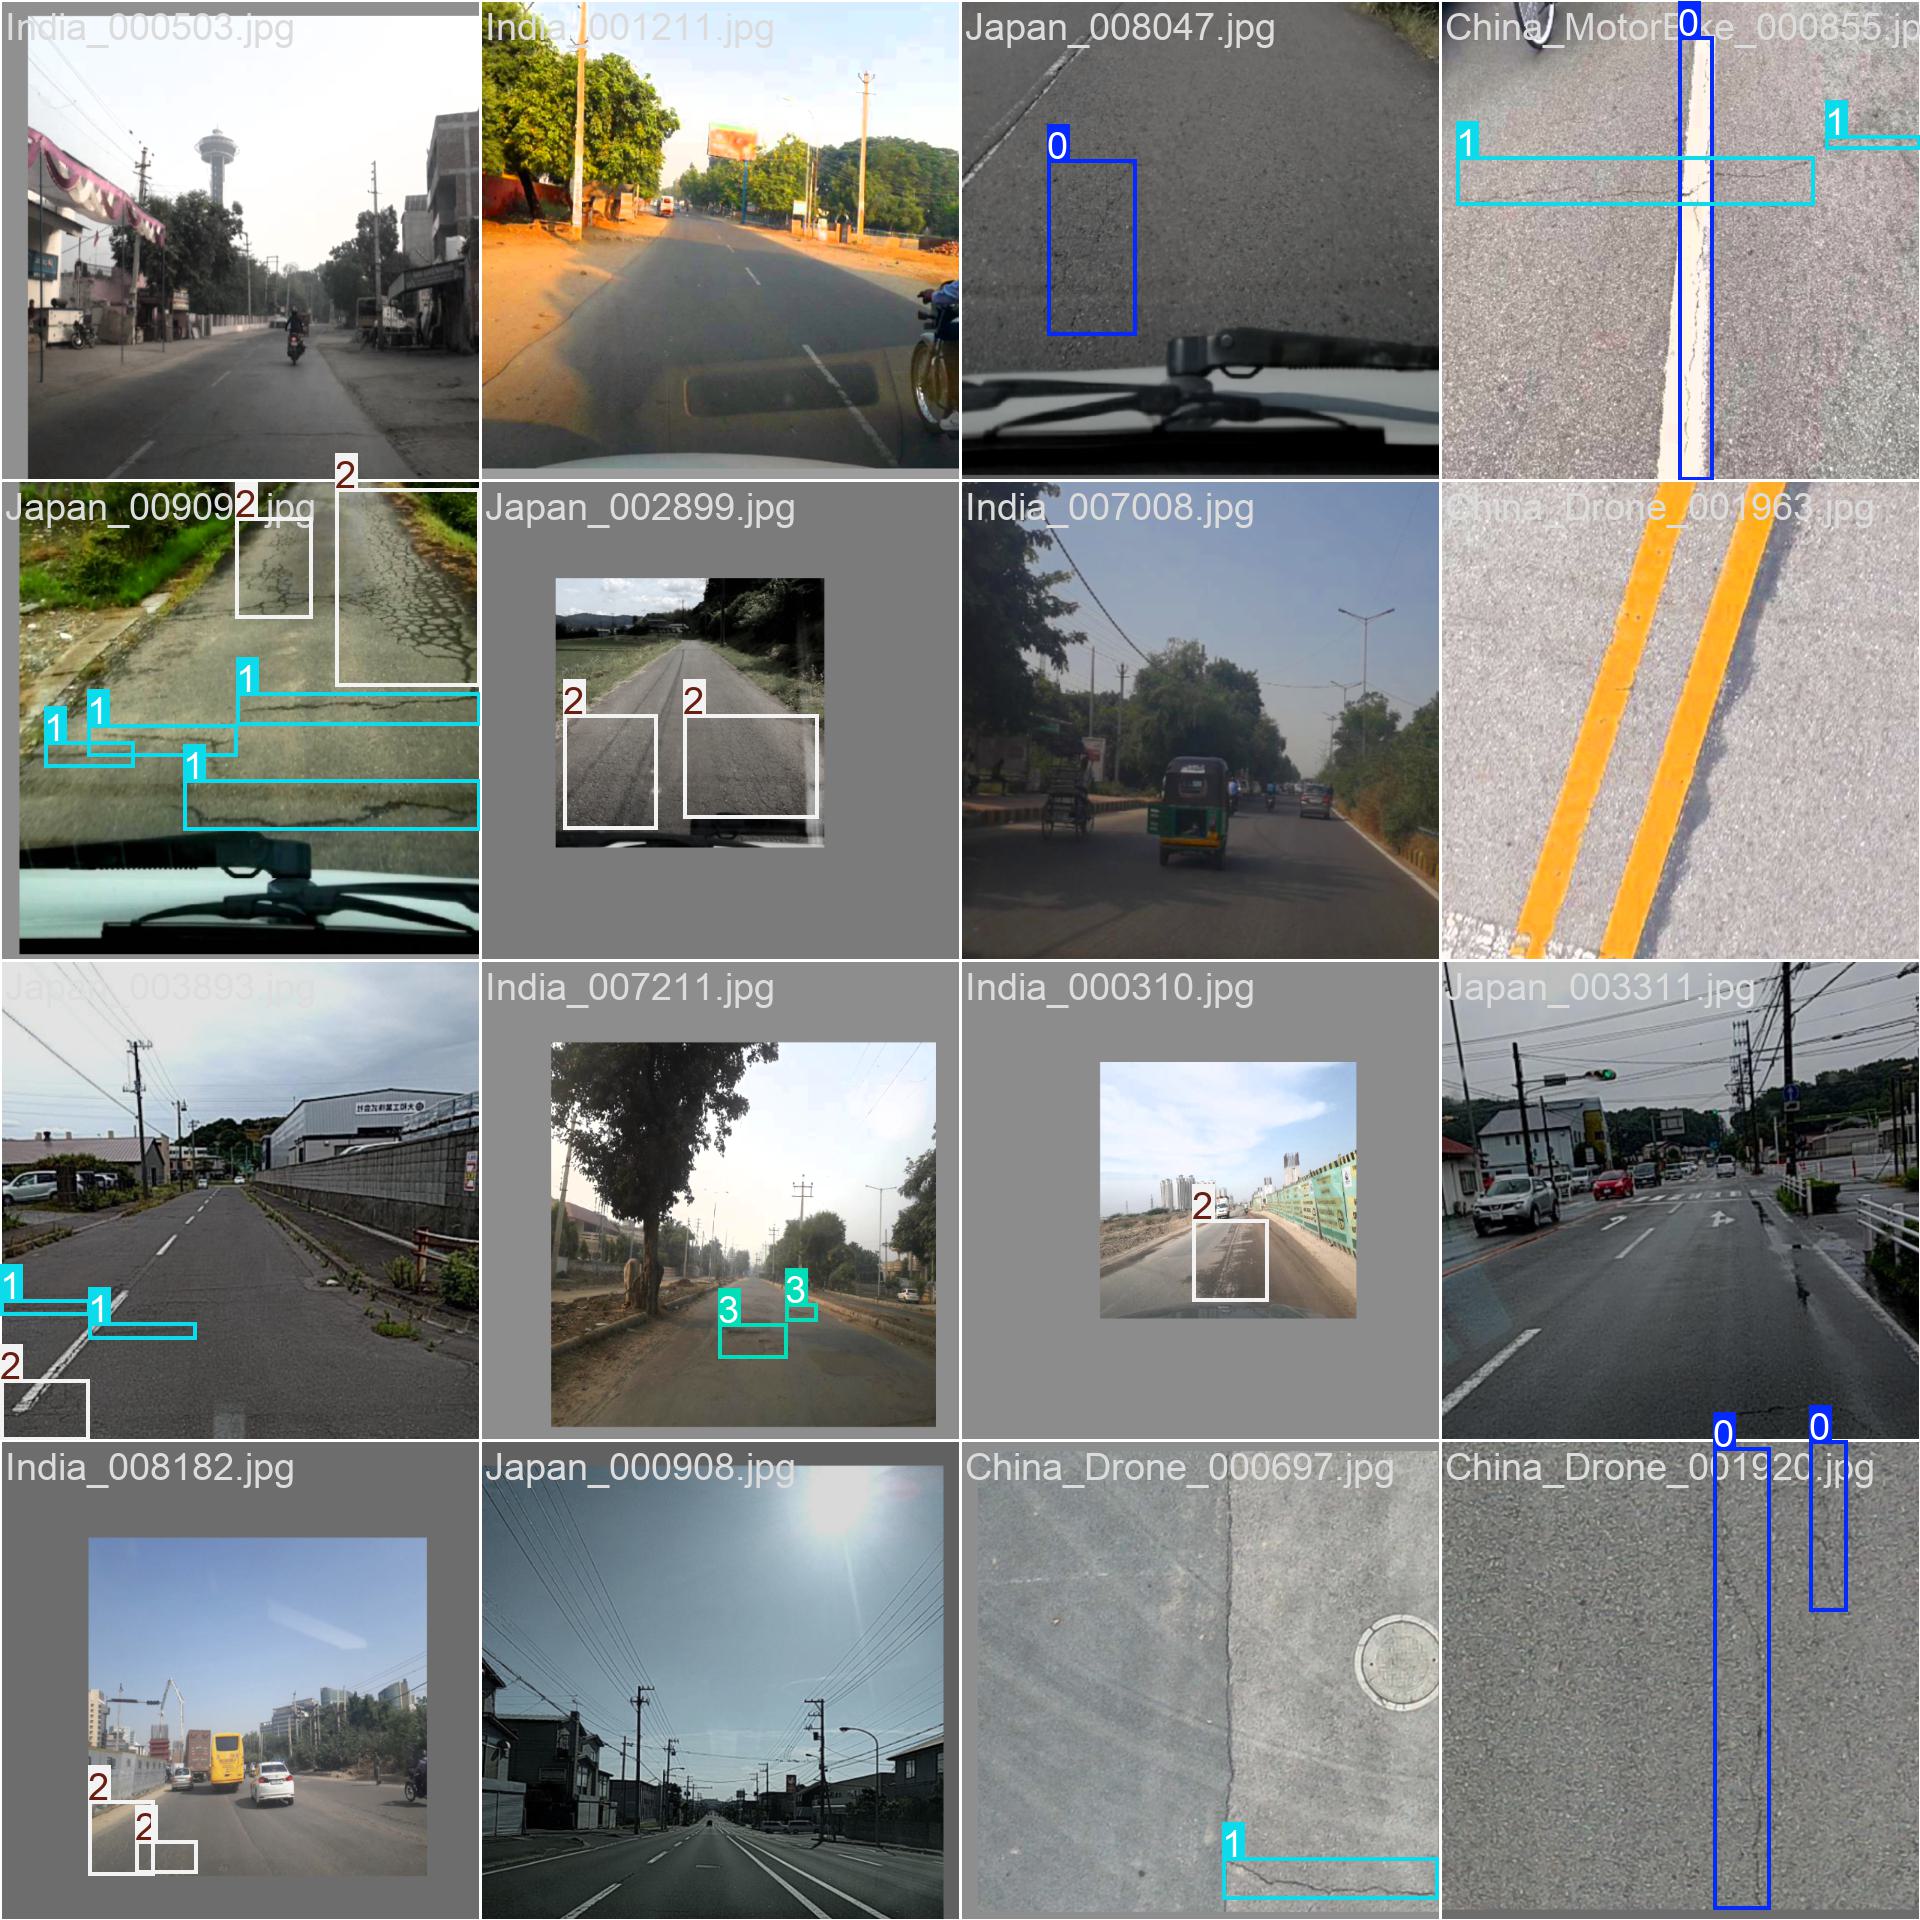 India_000503.jpg
India_001211.jpg
Japan_008047.jpg
China_MotorBike_000855.jp
0
0
1
1
Japan_00909 .jpg
2
2
1
1
1
1
Japan_002899.jpg
2
2
India_007008.jpg
China_Drone_001963.jpg
Japan_003893.jpg
1
1
2
India_007211.jpg
3
3
India_000310.jpg
2
Japan_003311.jpg
India_008182.jpg
2
2
Japan_000908.jpg
China_Drone_000697.jpg
1
China_Drone_001920.jpg
0
0